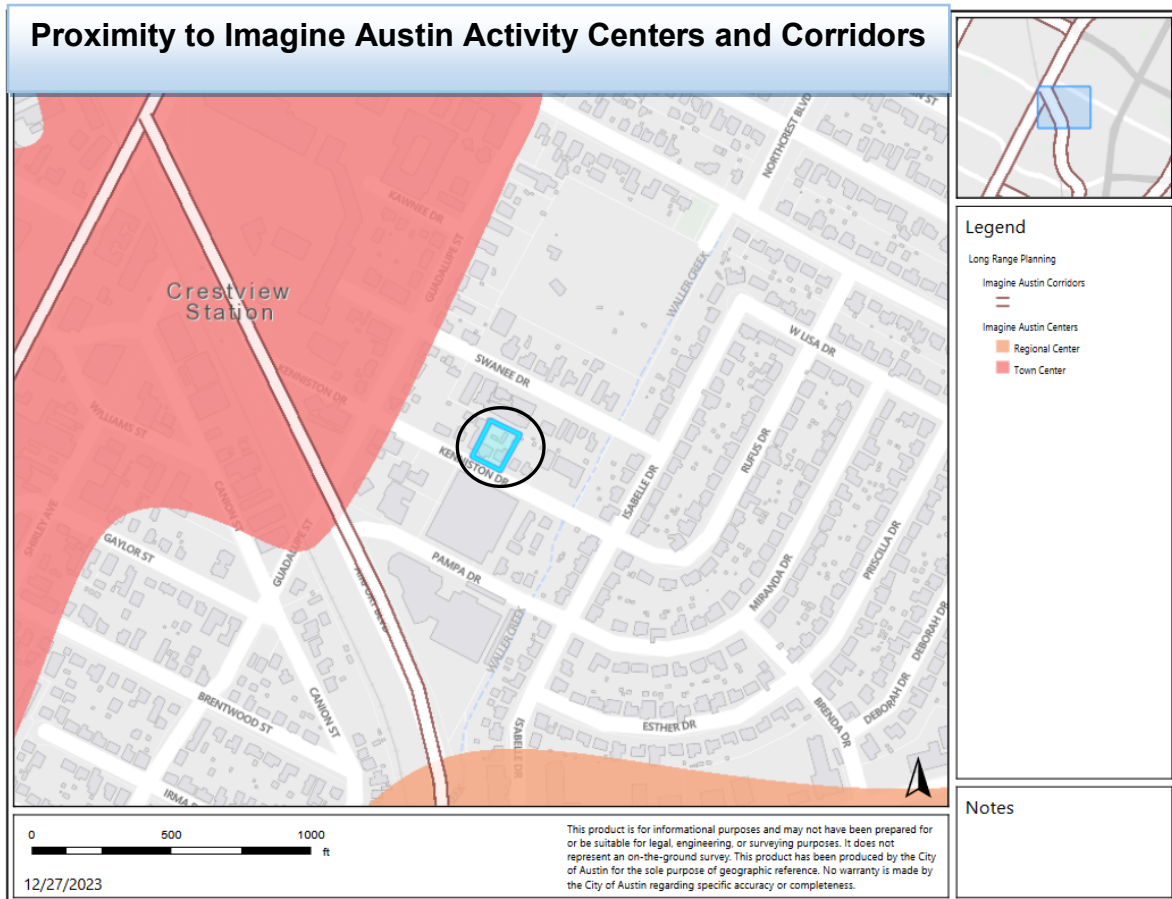 Proximity to Imagine Austin Activity Centers and Corridors
NORTHCREST BLVD
ST
KAWNEE DR
GUADALUPE ST
WALLER CREEK
Crestview
Station
W LISA DR
SWANEE DR
KENNISTON DR
WILLIAMS ST
KENNISTON DR
RUFUS DR
ISABELLE DR
CANION ST
SHIRLEY AVE
GUADALUPE ST
GAYLOR ST
PRISCILLA DR
PAMPA DR
MIRANDA DR
AIRPORT BLVD
DEBORAH DR
WALLER CREEK
CANION ST
BRENTWOOD ST
ESTHER DR
BRENDA DR
DEBORAH DR
ISABELLE DR
IRMA
Legend
Long Range Planning
Imagine Austin Corridors
Imagine Austin Centers
Regional Center
Town Center
Notes
0 500 1000
ft
12/27/2023
This product is for informational purposes and may not have been prepared for
or be suitable for legal, engineering, or surveying purposes. It does not
represent an on-the-ground survey. This product has been produced by the City
of Austin for the sole purpose of geographic reference. No warranty is made by
the City of Austin regarding specific accuracy or completeness.